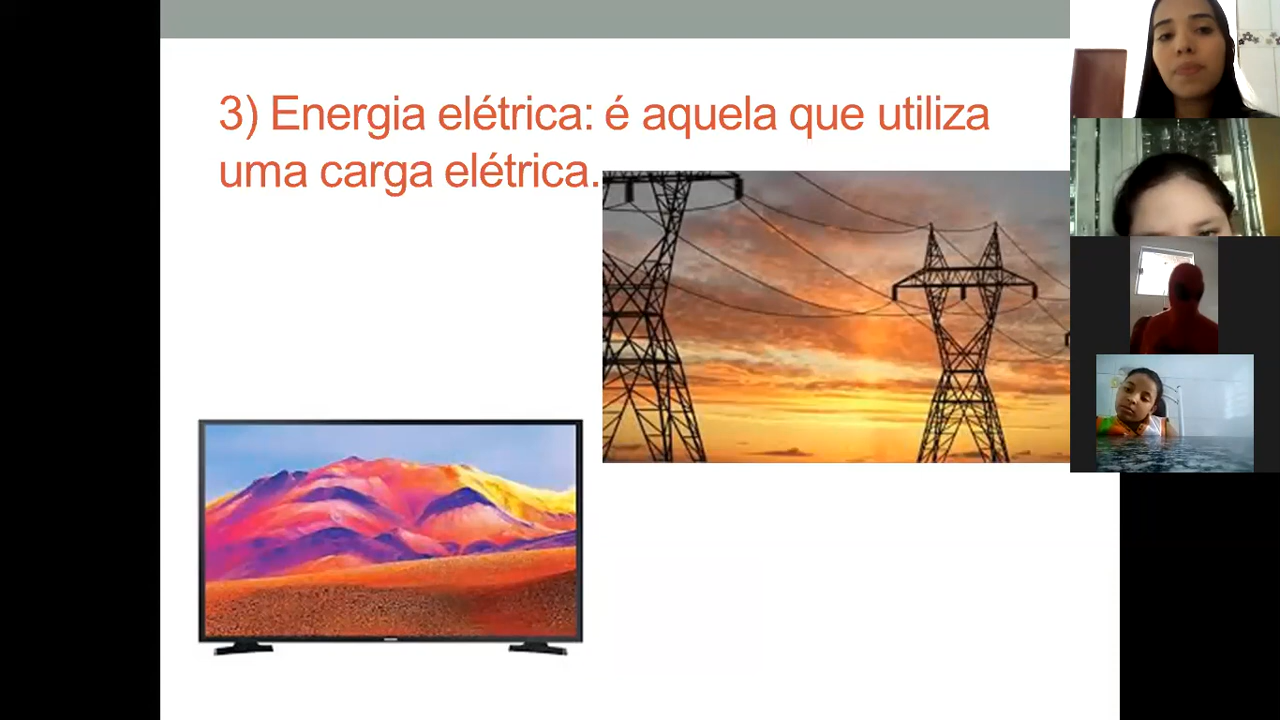 3) Energia elétrica: é aquela que utiliza
uma carga elétrica.